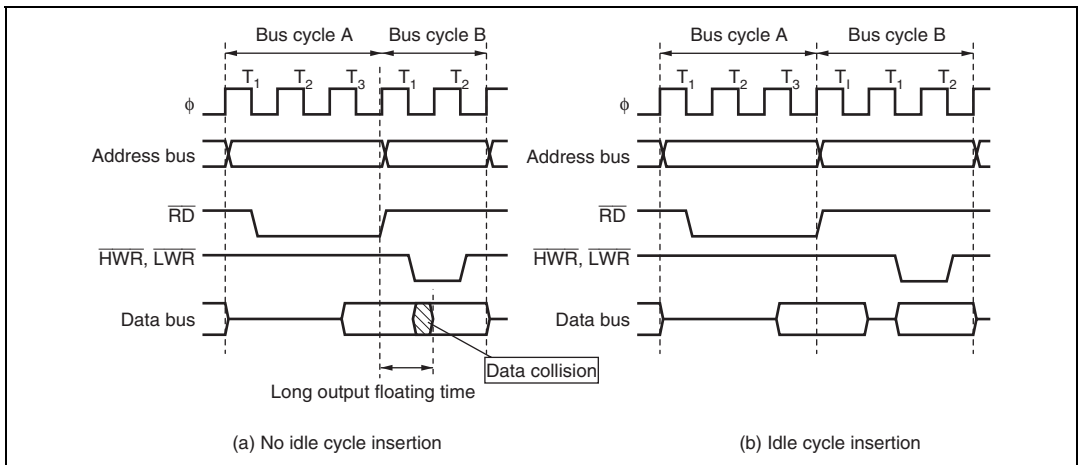 Bus cycle A Bus cycle B Bus cycle A Bus cycle B
T1 T2 T3 T1 T2 T1 T2 T3 TI T1 T2
ϕ ϕ
Address bus Address bus
RD RD
HWR, LWR HWR, LWR
Data bus Data bus
Data collision
Long output floating time
(a) No idle cycle insertion (b) Idle cycle insertion